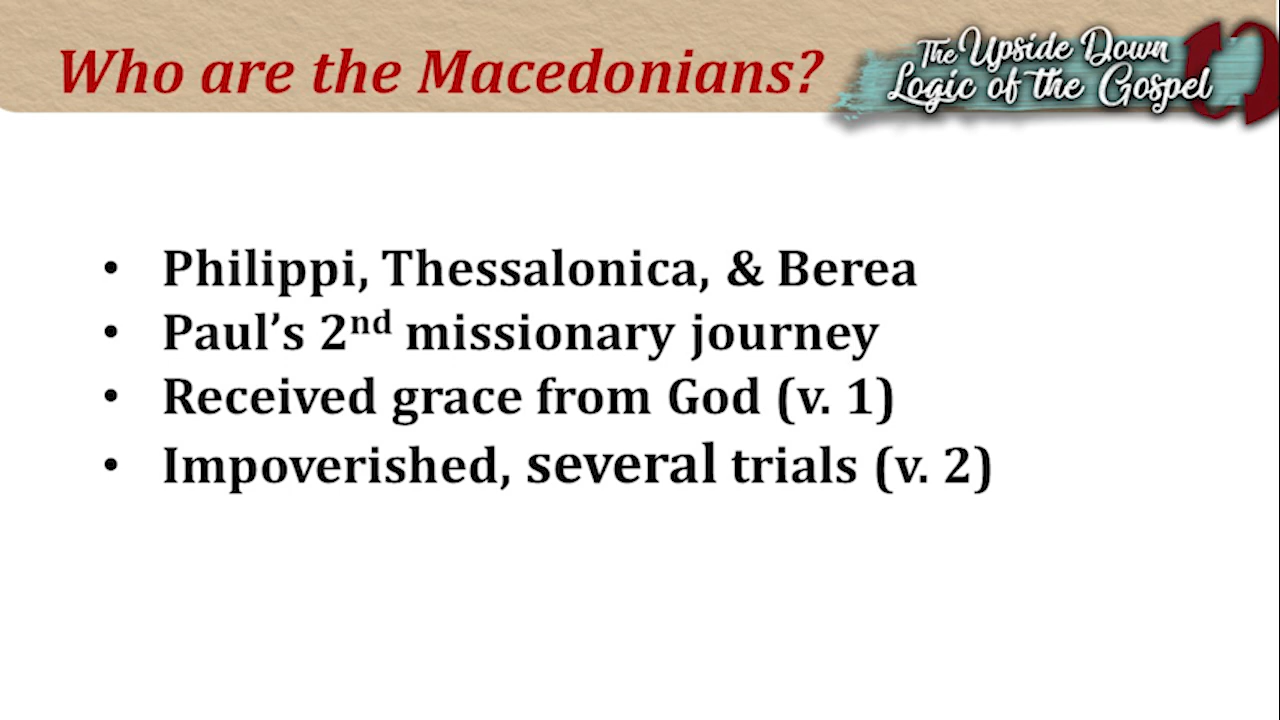 Who are the Macedonians?
The Upside Down
Logic of the Gospel
• Philippi, Thessalonica, & Berea
• Paul’s 2nd missionary journey
• Received grace from God (v. 1)
• Impoverished, several trials (v. 2)